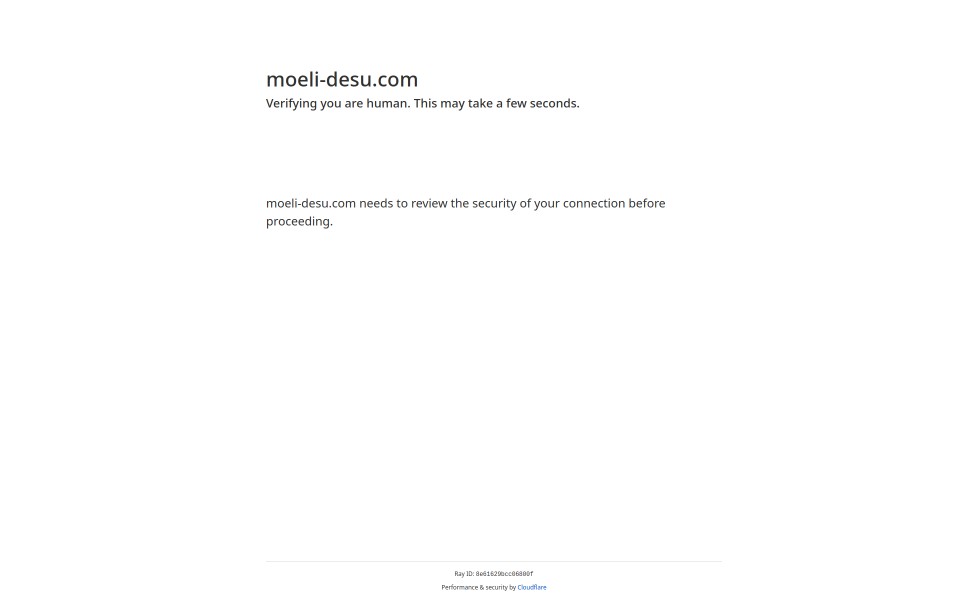 moeli-desu.com
Verifying you are human. This may take a few seconds.
moeli-desu.com needs to review the security of your connection before
proceeding.
Ray ID: 8e61629bcc06800f
Performance & security by Cloudflare